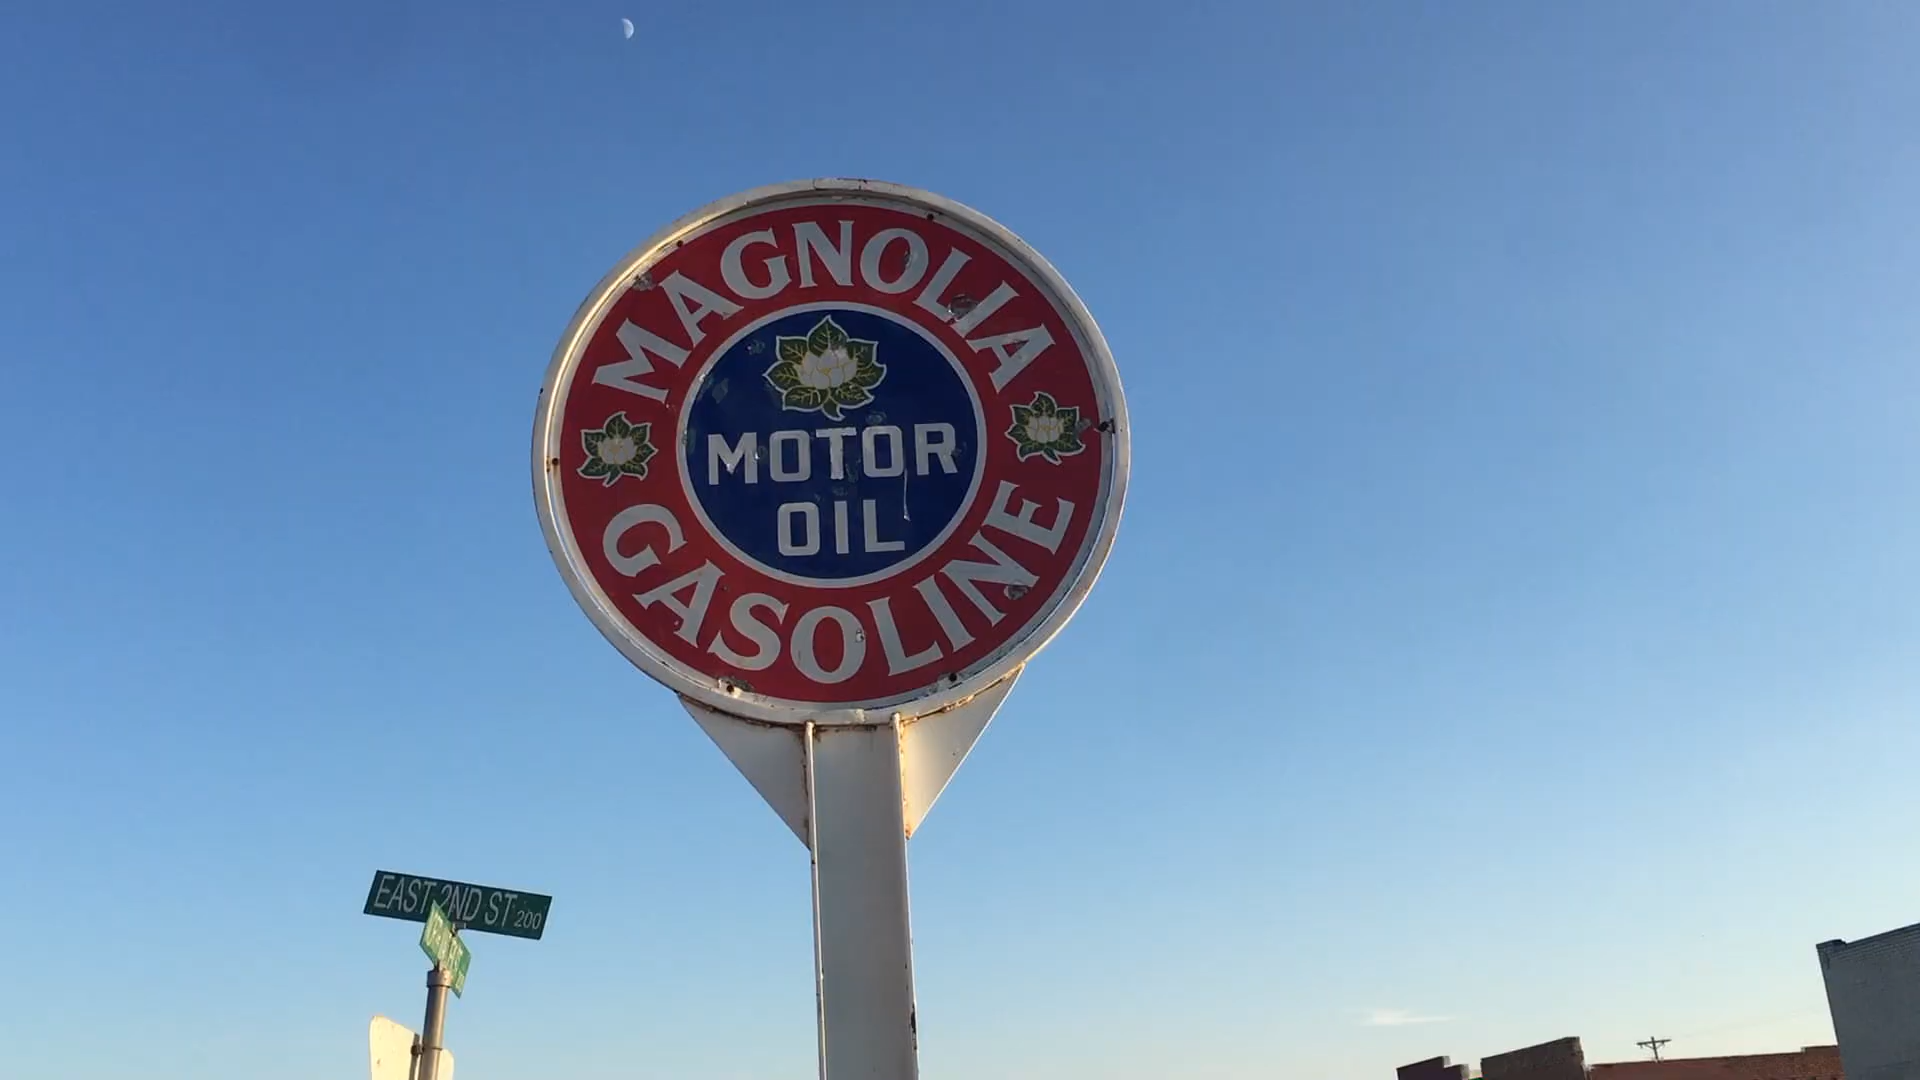 MAGNOLIA
MOTOR
OIL
GASOLINE
EAST 2ND ST 200